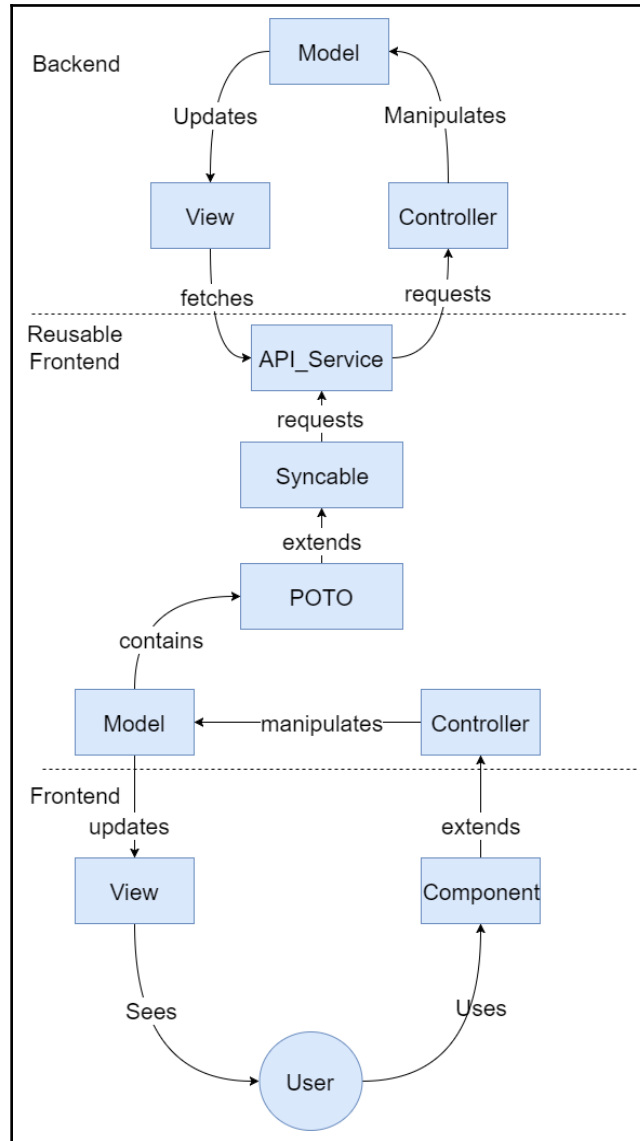 Backend
Model
Updates
Manipulates
View
Controller
fetches
requests
Reusable
Frontend
API_Service
requests
Syncable
extends
POTO
contains
Model
manipulates
Controller
Frontend
updates
extends
View
Component
Sees
Uses
User